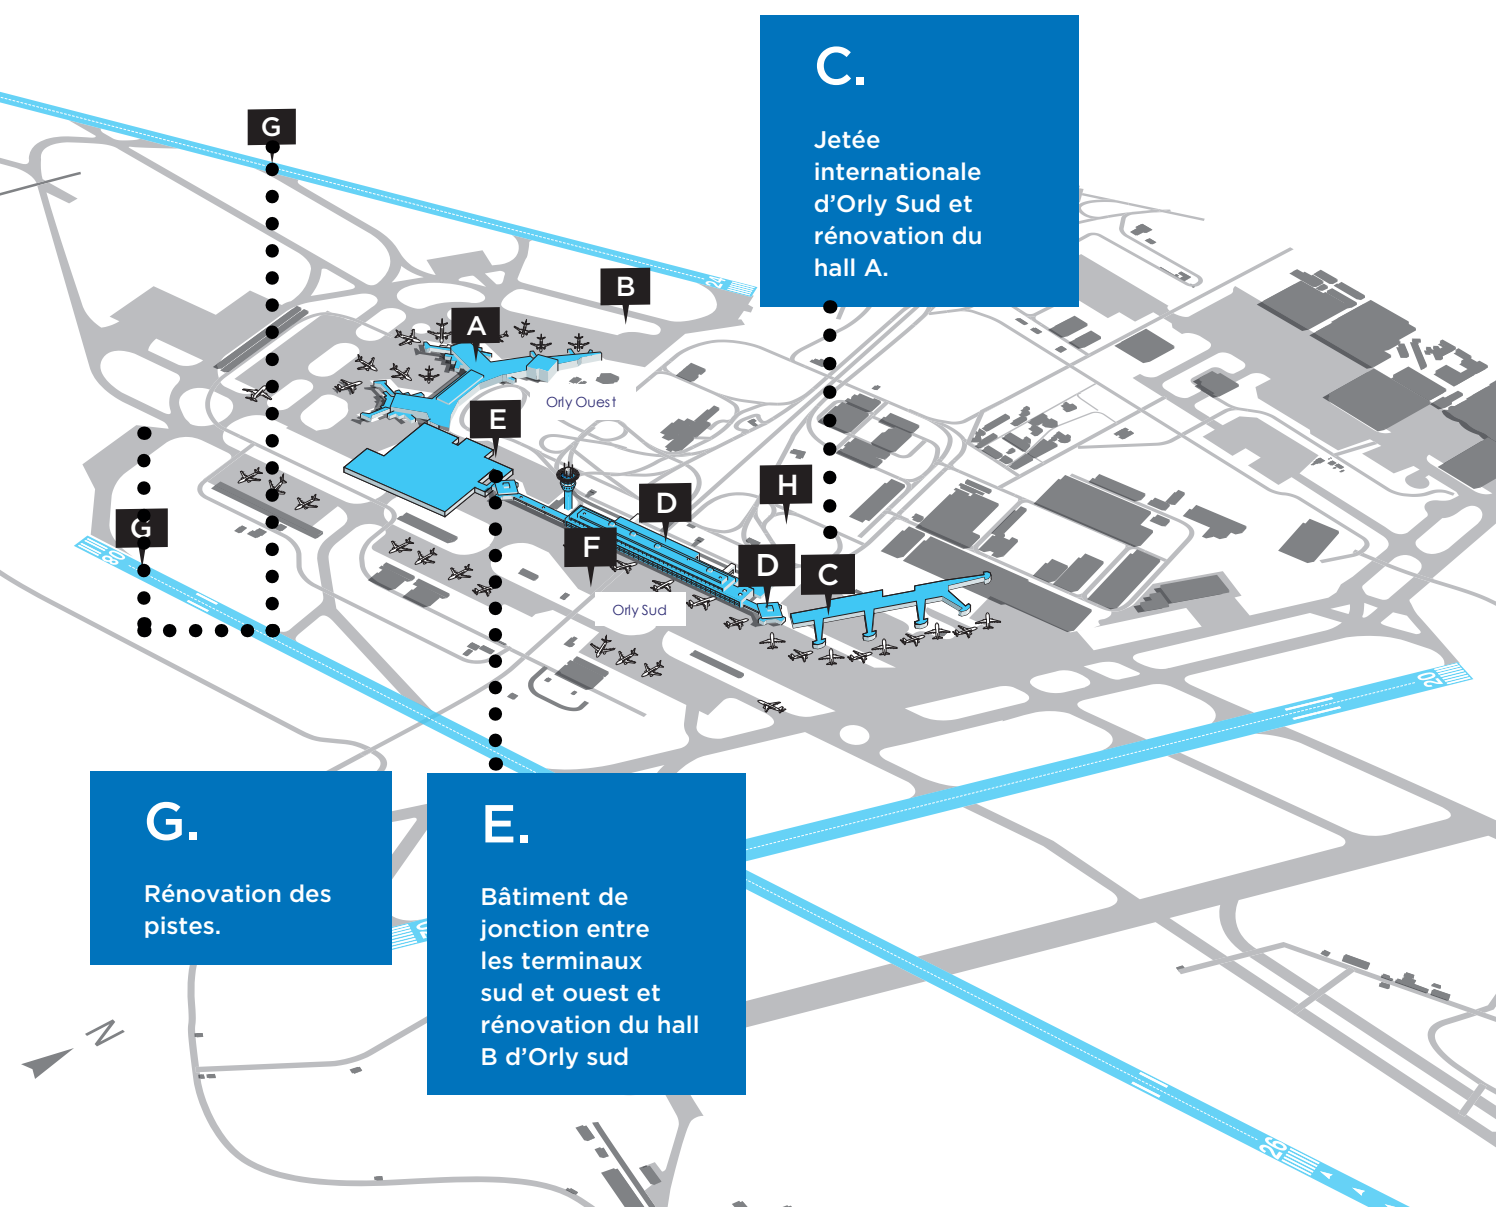 C.
Jetée
internationale
d’Orly Sud et
rénovation du
hall A.
G
24
B
A
Orly Ouest
E
H
D
G
08
F
D
C
Orly Sud
20
G.
Rénovation des
pistes.
E.
Bâtiment de
jonction entre
les terminaux
sud et ouest et
rénovation du hall
B d’Orly sud
N
26